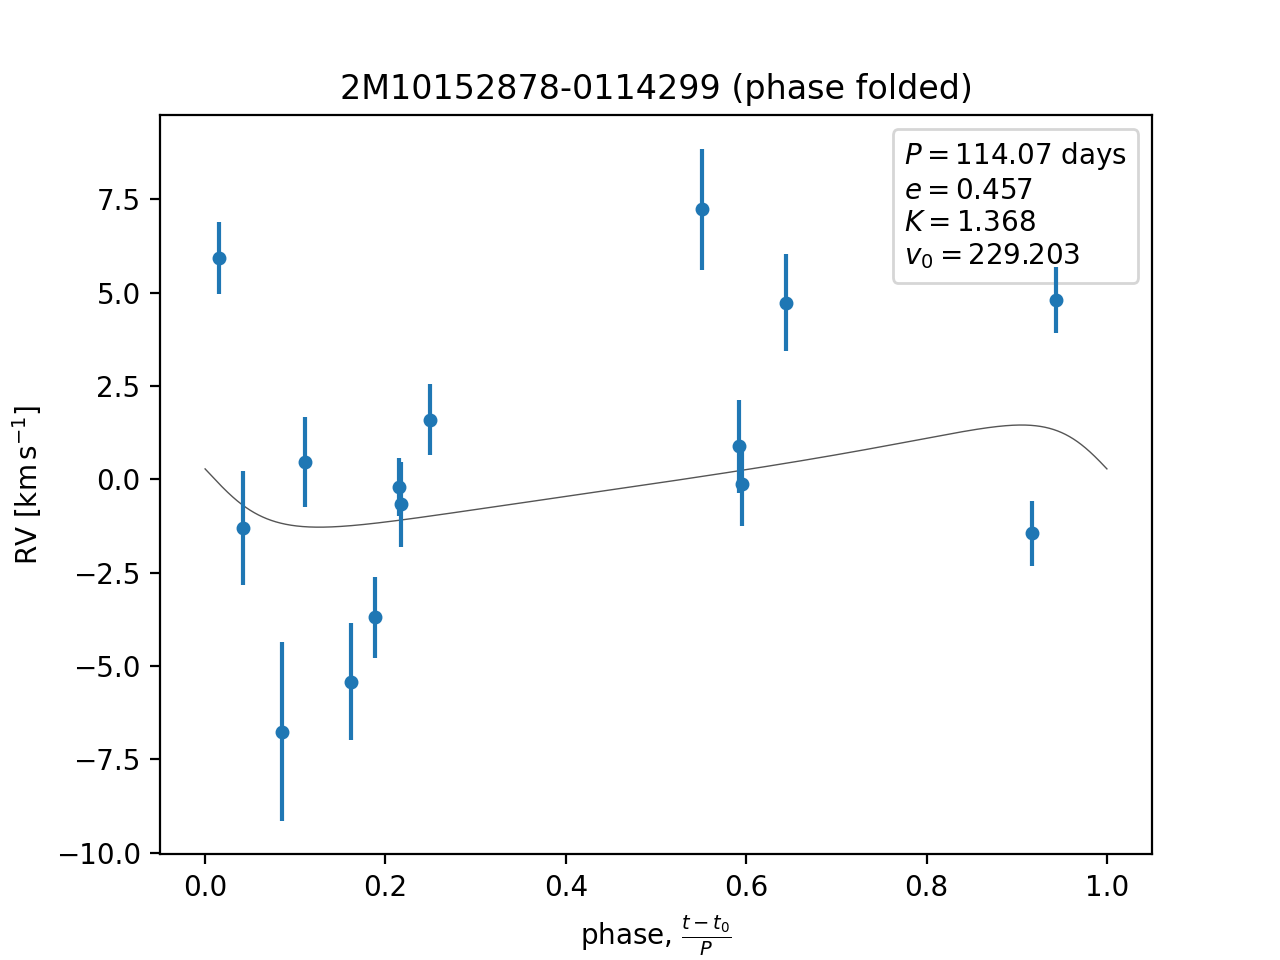 2M10152878-0114299 (phase folded)
P = 114.07 days
e = 0.457
K = 1.368
v₀ = 229.203
7.5
5.0
2.5
0.0
−2.5
−5.0
−7.5
−10.0
RV [km s⁻¹]
0.0 0.2 0.4 0.6 0.8 1.0
phase, (t − t₀)/P